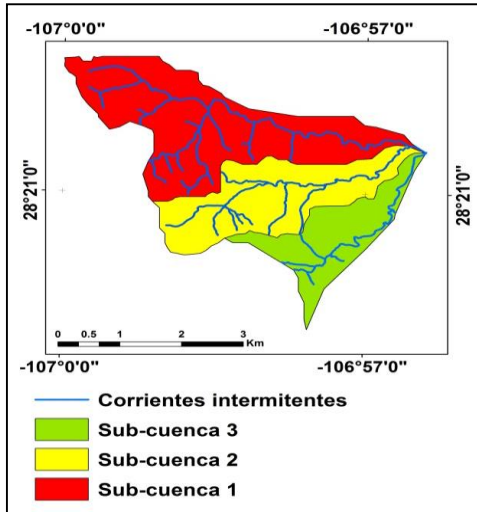 -107°0'0" -106°57'0"
28°21'0" 28°21'0"
0 0.5 1 2 3
Km
-107°0'0" -106°57'0"
Corrientes intermitentes
Sub-cuenca 3
Sub-cuenca 2
Sub-cuenca 1